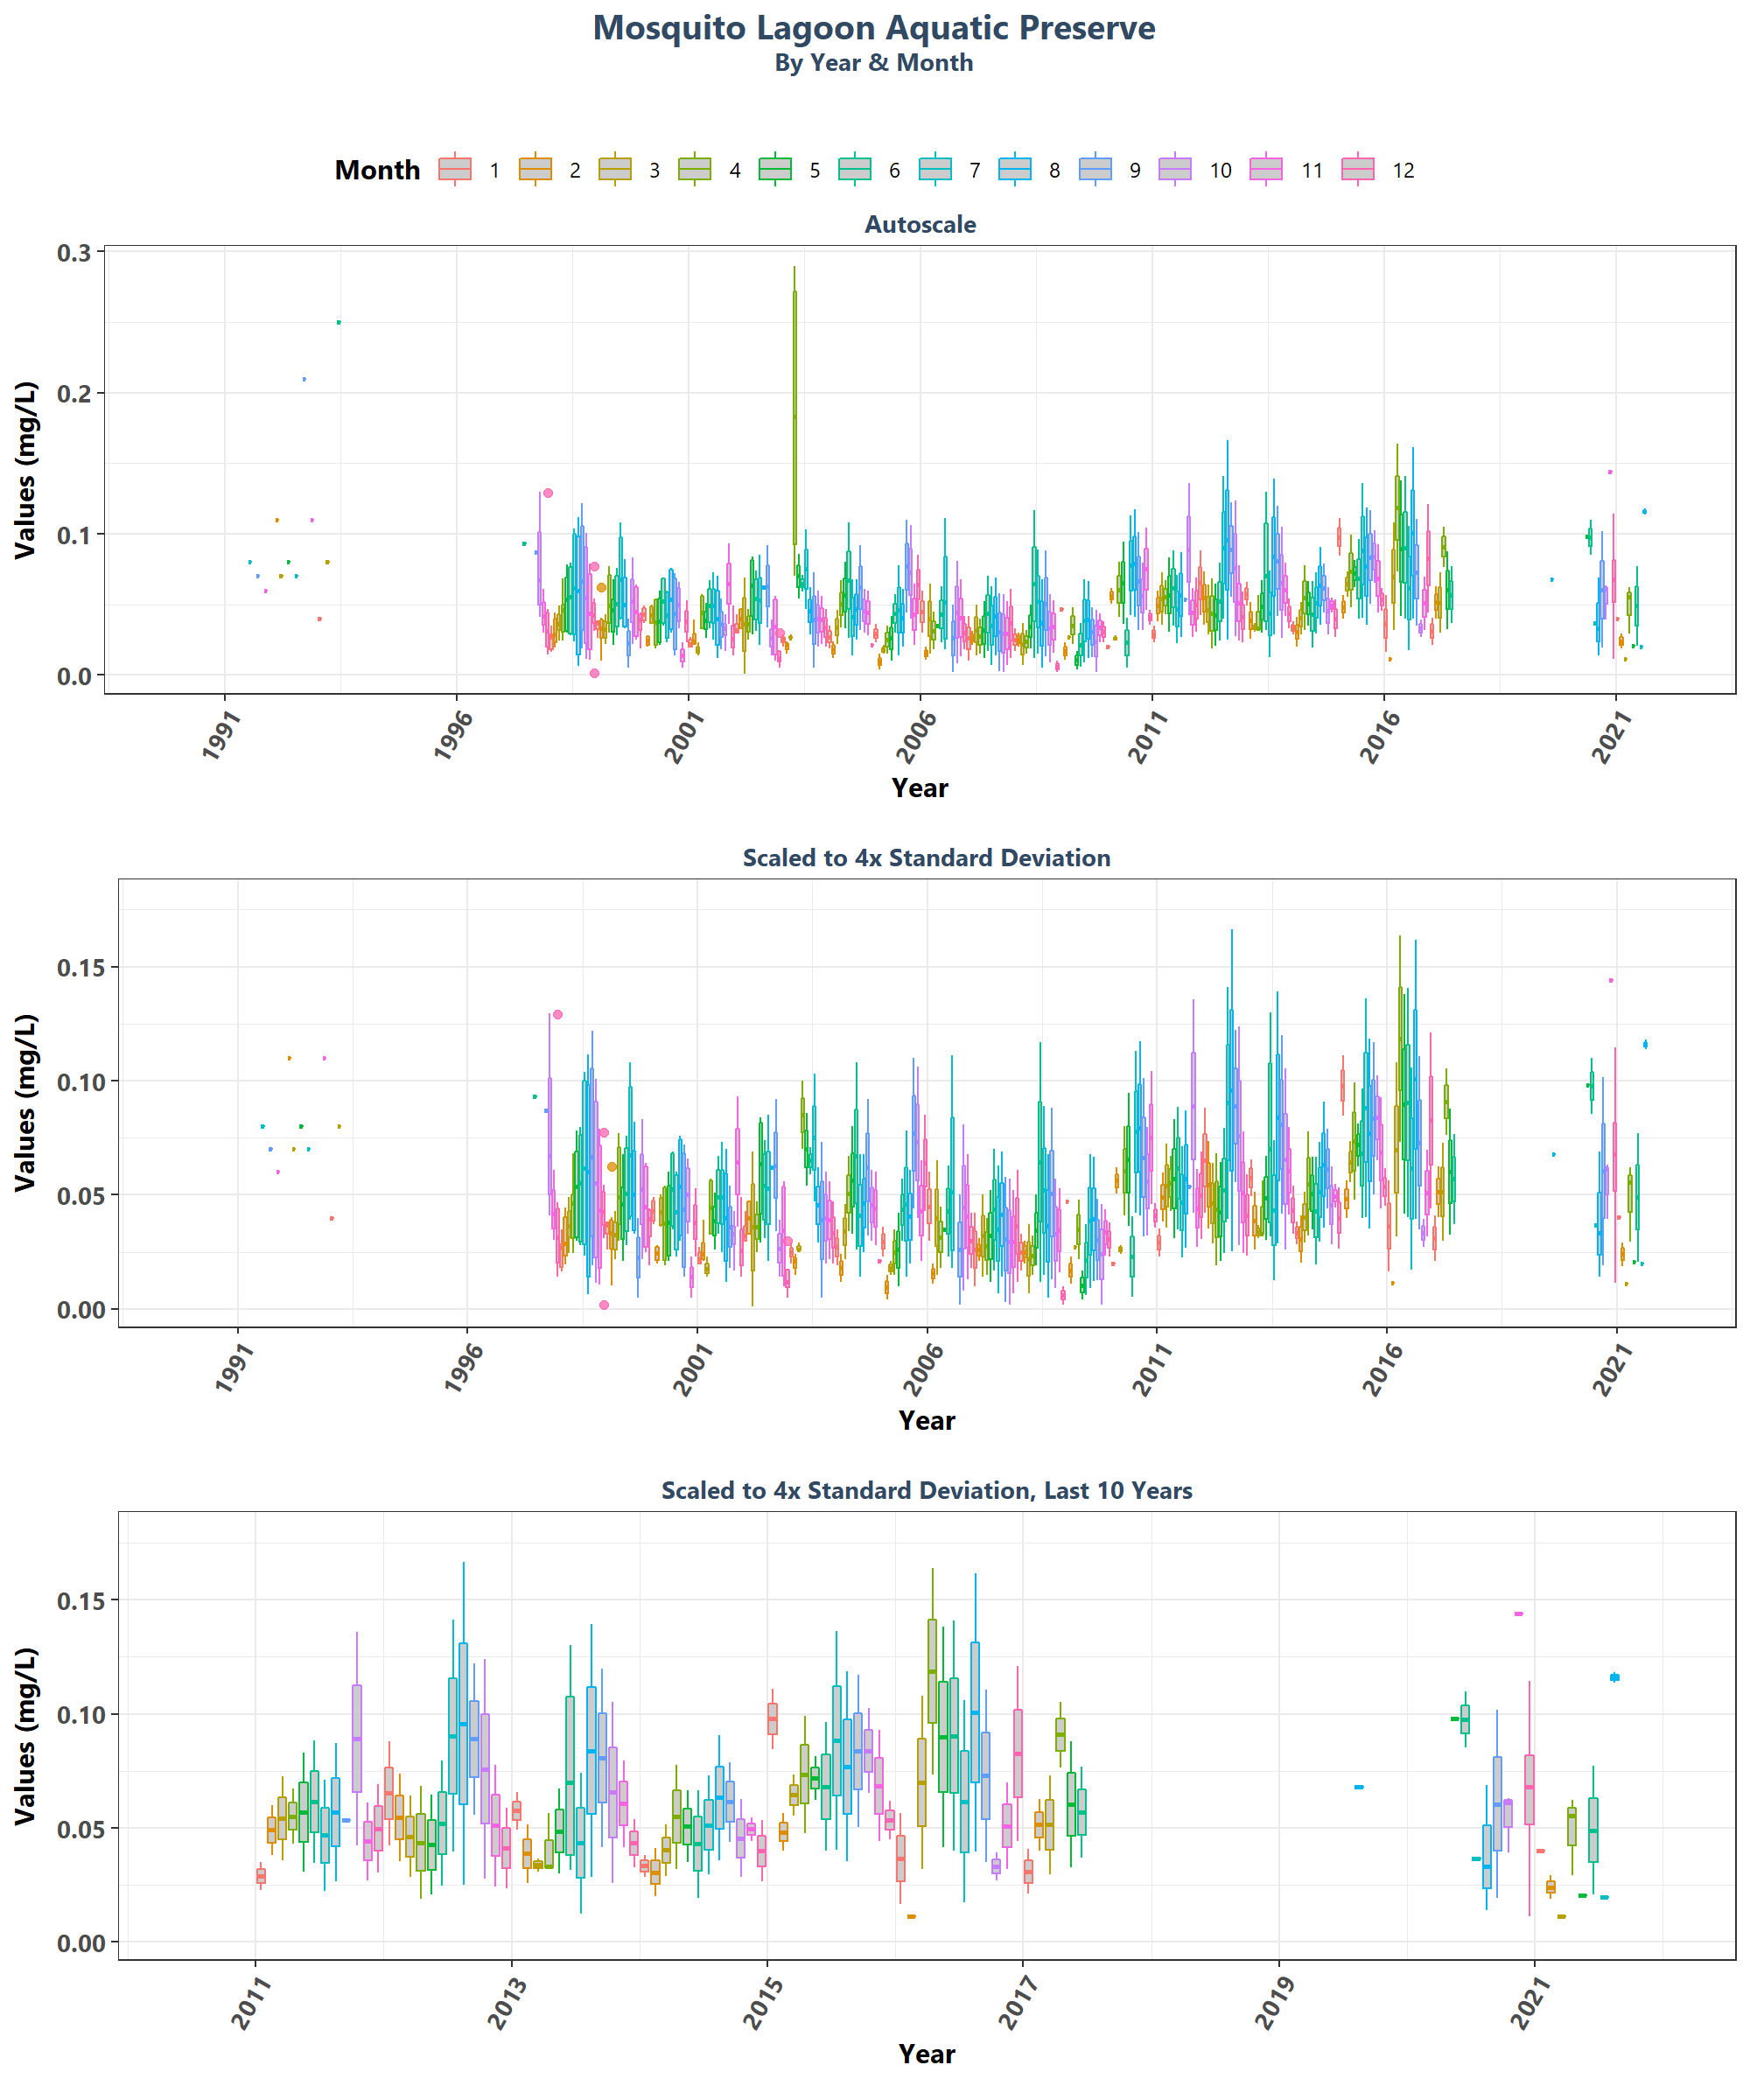 Mosquito Lagoon Aquatic Preserve
By Year & Month
Month 1 2 3 4 5 6 7 8 9 10 11 12
Autoscale
Values (mg/L)
0.3
0.2
0.1
0.0
1991 1996 2001 2006 2011 2016 2021
Year
Scaled to 4x Standard Deviation
Values (mg/L)
0.15
0.10
0.05
0.00
1991 1996 2001 2006 2011 2016 2021
Year
Scaled to 4x Standard Deviation, Last 10 Years
Values (mg/L)
0.15
0.10
0.05
0.00
2011 2013 2015 2017 2019 2021
Year